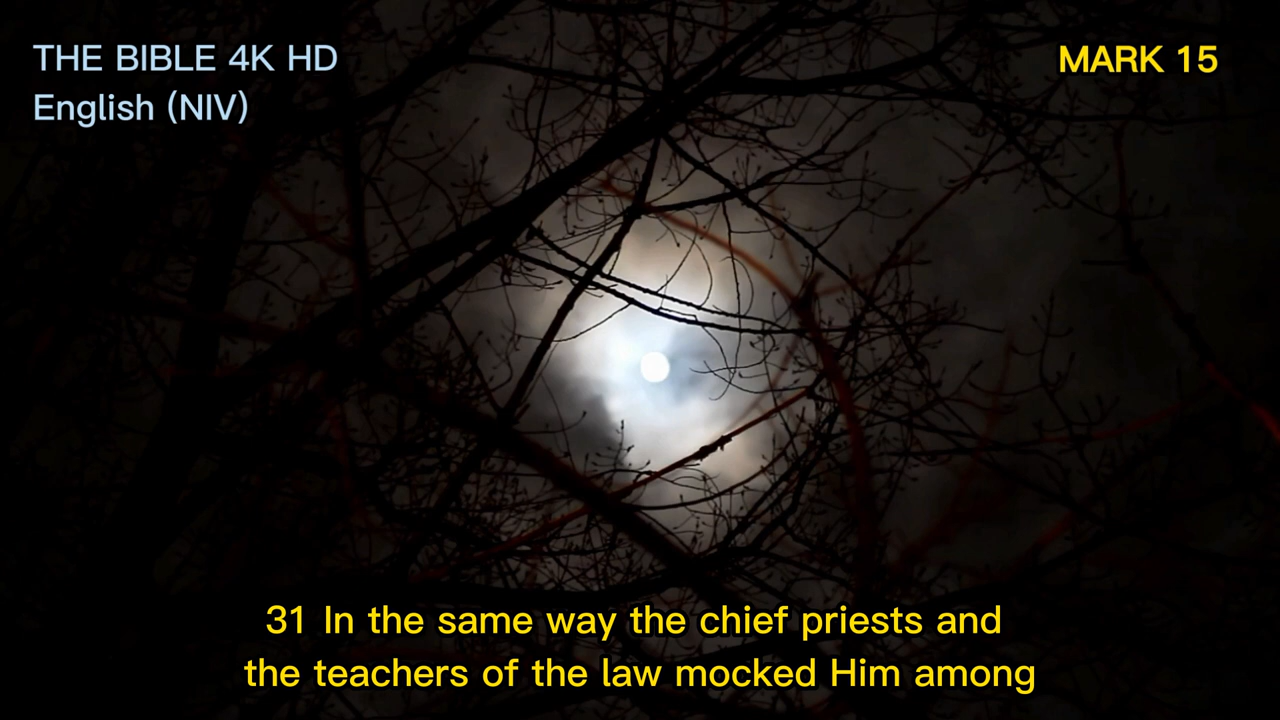 THE BIBLE 4K HD
MARK 15
English (NIV)
31 In the same way the chief priests and
the teachers of the law mocked Him among